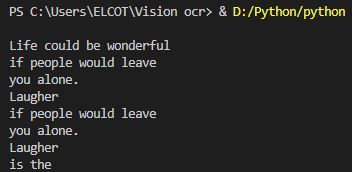 PS C:\Users\ELCOT\Vision ocr> & D:/Python/python
Life could be wonderful
if people would leave
you alone.
Laugher
if people would leave
you alone.
Laugher
is the